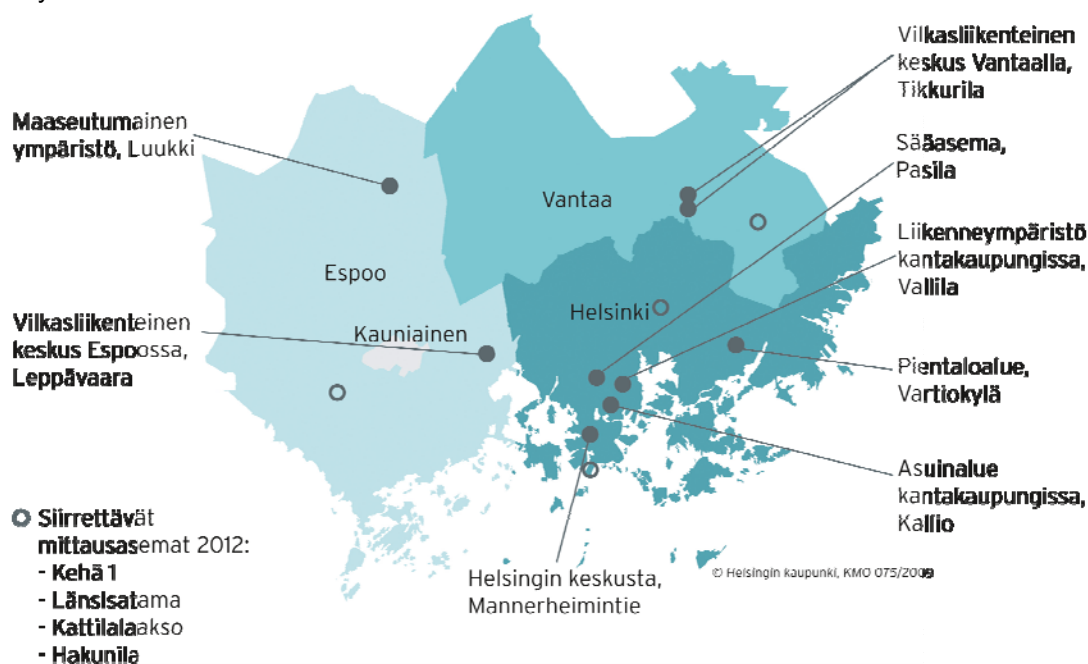 Maaseutumainen
ympäristö, Luukki
Vilkasliikenteinen
keskus Espoossa,
Leppävaara
Siirrettävät
mittausasemat 2012:
- Kehä 1
- Länsisatama
- Kattilalaakso
- Hakunila
Espoo
Kauniainen
Vantaa
Helsinki
Helsingin keskusta,
Mannerheimintie
Vilkasliikenteinen
keskus Vantaalla,
Tikkurila
Sääasema,
Pasila
Liikenneympäristö
kantakaupungissa,
Vallila
Pientaloalue,
Vartiokylä
Asuinalue
kantakaupungissa,
Kallio
© Helsingin kaupunki, KMO 075/2009